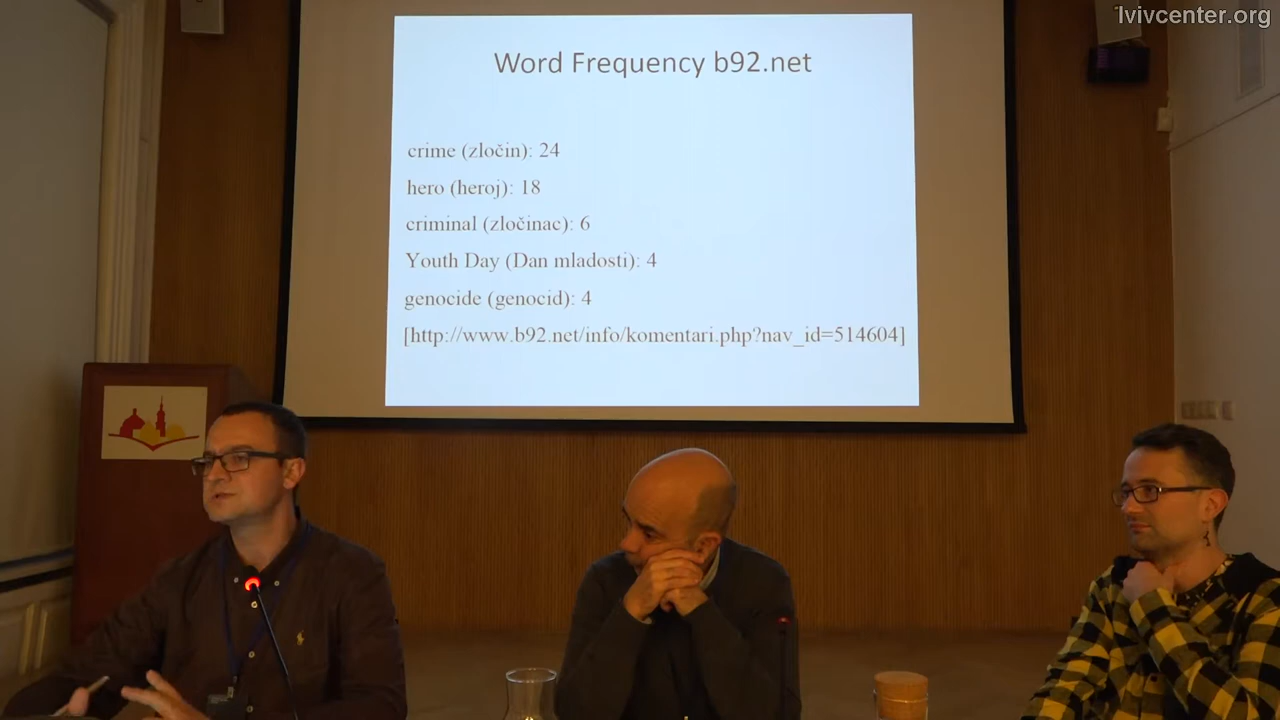 lvivcenter.org
Word Frequency b92.net
crime (zločin): 24
hero (heroj): 18
criminal (zločinac): 6
Youth Day (Dan mladosti): 4
genocide (genocid): 4
[http://www.b92.net/info/komentari.php?nav_id=514604]